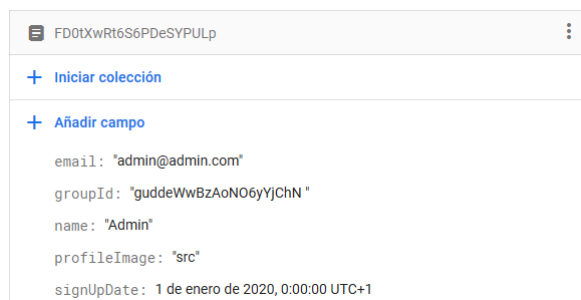 FD0tXwRt6S6PDeSYPULp
+ Iniciar colección
+ Añadir campo
email: "admin@admin.com"
groupId: "guddeWwBzAoNO6yYjChN "
name: "Admin"
profileImage: "src"
signUpDate: 1 de enero de 2020, 0:00:00 UTC+1